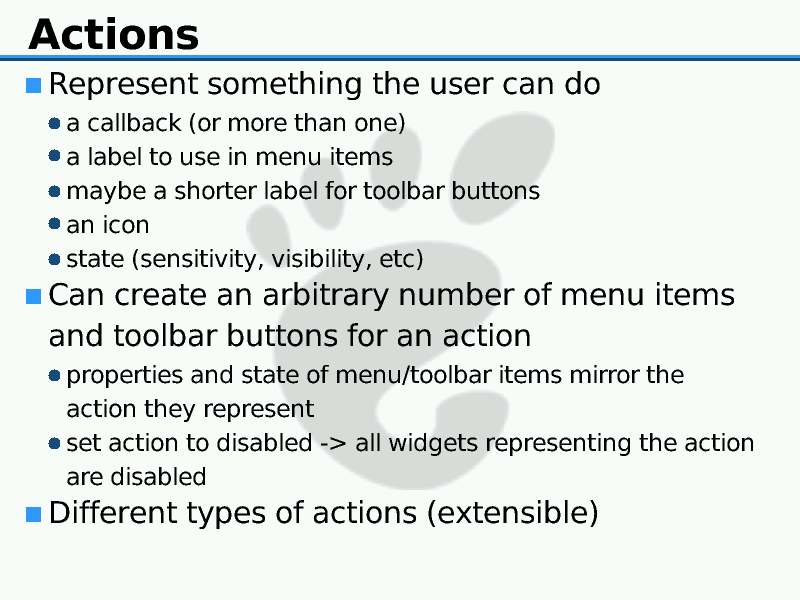 Actions
Represent something the user can do
a callback (or more than one)
a label to use in menu items
maybe a shorter label for toolbar buttons
an icon
state (sensitivity, visibility, etc)
Can create an arbitrary number of menu items
and toolbar buttons for an action
properties and state of menu/toolbar items mirror the
action they represent
set action to disabled -> all widgets representing the action
are disabled
Different types of actions (extensible)